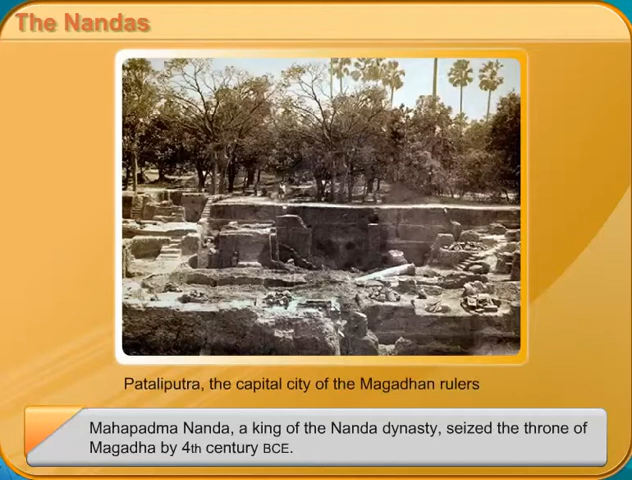 The Nandas
Pataliputra, the capital city of the Magadhan rulers
Mahapadma Nanda, a king of the Nanda dynasty, seized the throne of
Magadha by 4th century BCE.